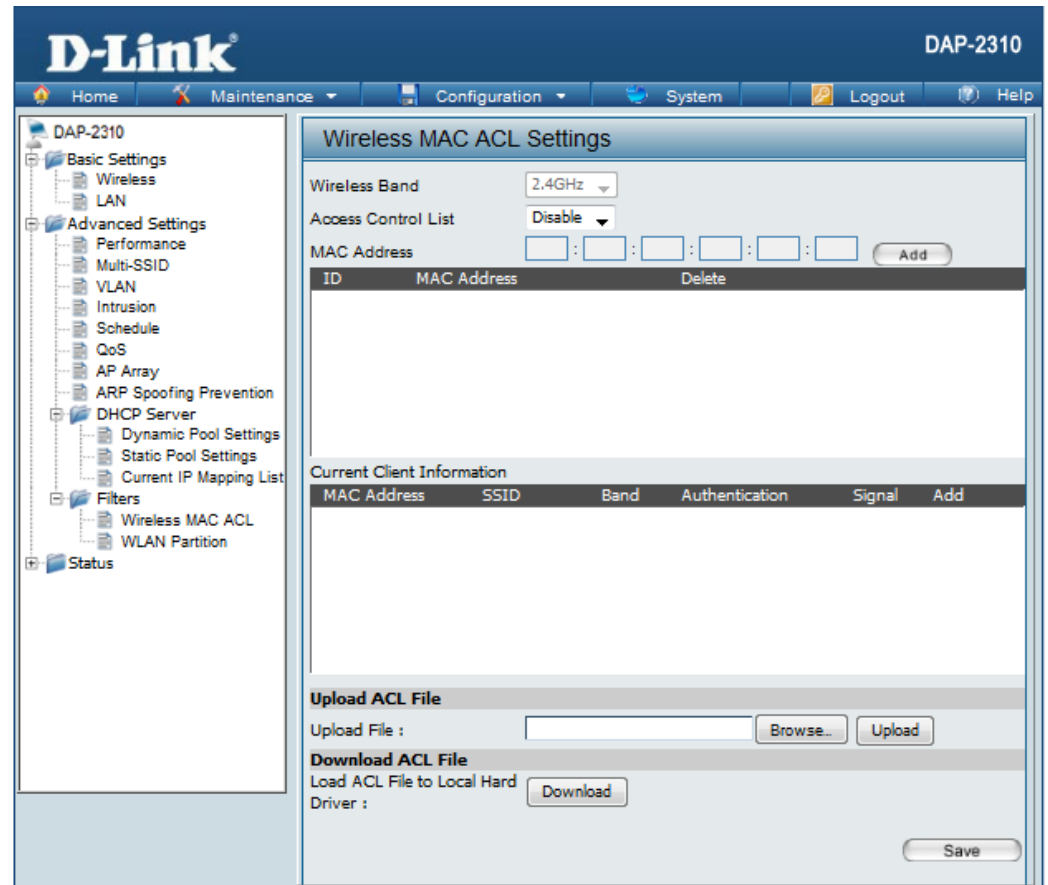 D-Link
DAP-2310
Home Maintenance Configuration System Logout Help
DAP-2310
Basic Settings
Wireless
LAN
Advanced Settings
Performance
Multi-SSID
VLAN
Intrusion
Schedule
QoS
AP Array
ARP Spoofing Prevention
DHCP Server
Dynamic Pool Settings
Static Pool Settings
Current IP Mapping List
Filters
Wireless MAC ACL
WLAN Partition
Status
Wireless MAC ACL Settings
Wireless Band 2.4GHz
Access Control List Disable
MAC Address : : : : : Add
ID MAC Address Delete
Current Client Information
MAC Address SSID Band Authentication Signal Add
Upload ACL File
Upload File : Browse... Upload
Download ACL File
Load ACL File to Local Hard
Driver : Download
Save